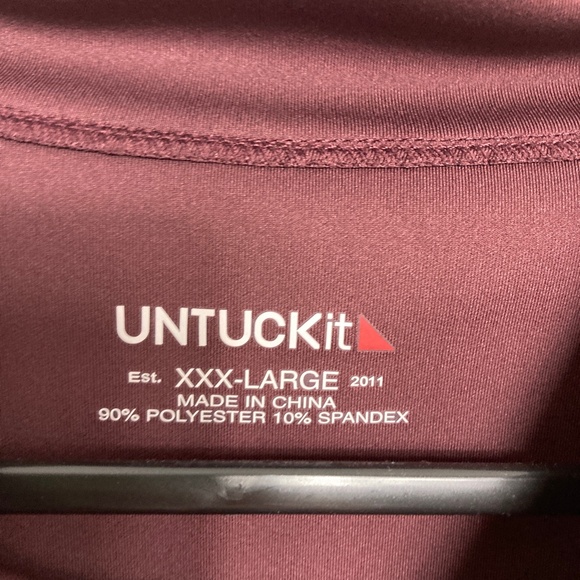 UNTUCKit
Est. XXX-LARGE 2011
MADE IN CHINA
90% POLYESTER 10% SPANDEX